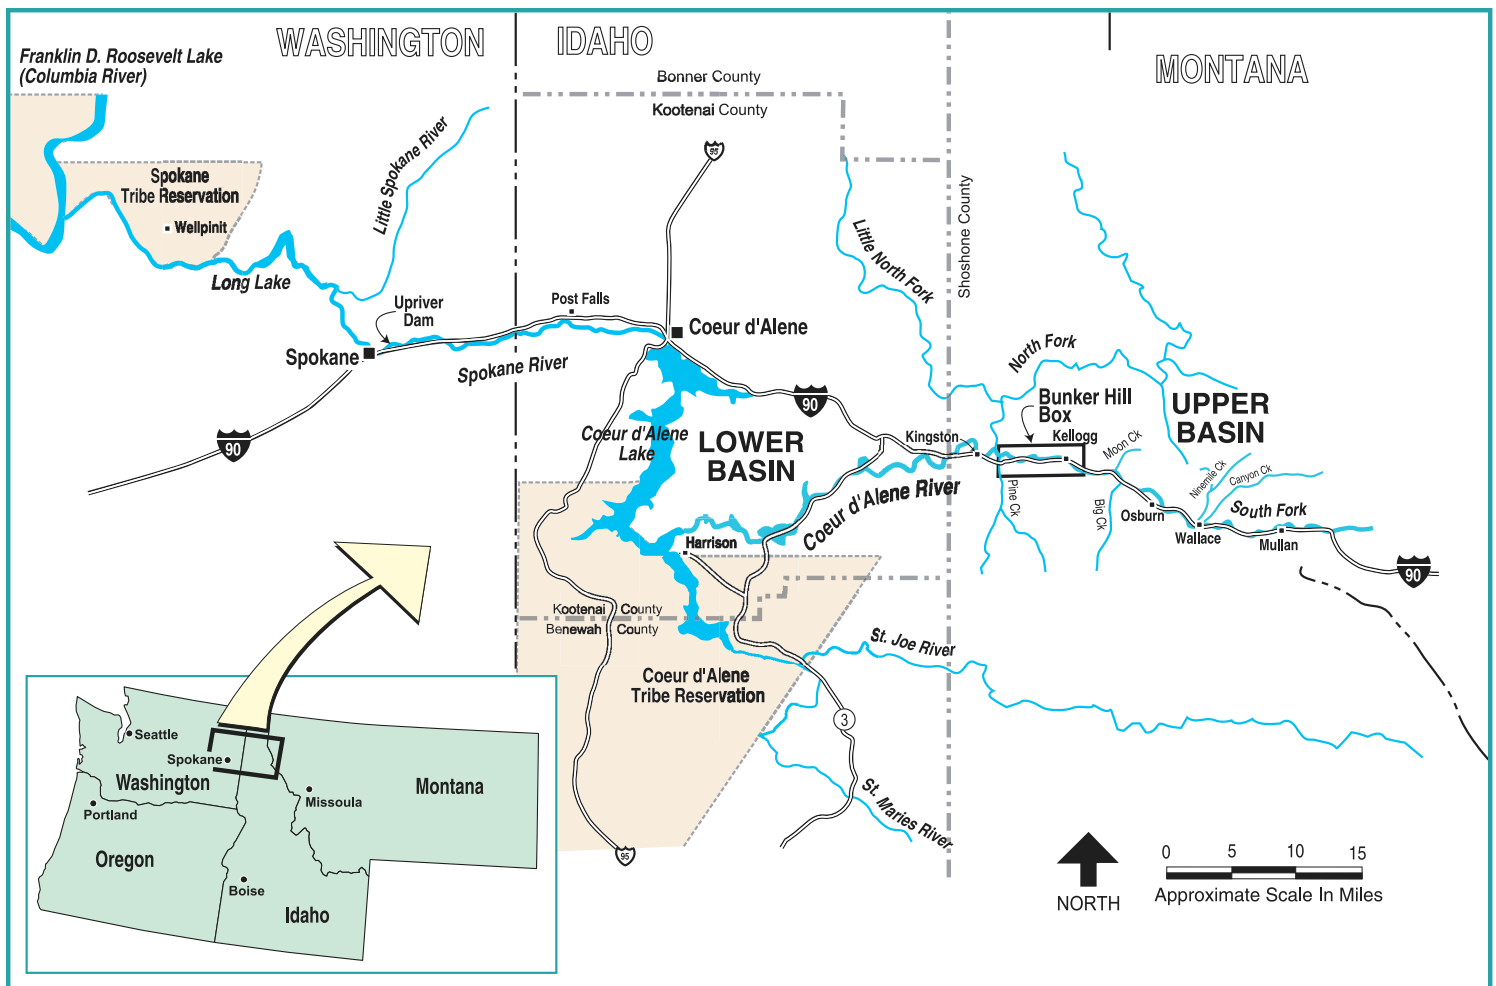 WASHINGTON
IDAHO
MONTANA
Franklin D. Roosevelt Lake
(Columbia River)
Bonner County
Kootenai County
95
Little Spokane River
Spokane
Tribe Reservation
Wellpinit
Long Lake
Upriver
Dam
Post Falls
Coeur d'Alene
Spokane
Spokane River
Little North Fork
Shoshone County
North Fork
Bunker Hill
Box
UPPER
BASIN
90
90
Coeur d'Alene
Lake
LOWER
BASIN
Kingston
Kellogg
Moon Ck
Ninemile Ck
Canyon Ck
Coeur d'Alene River
Pine Ck
Big Ck
Osburn
South Fork
Wallace
Mullan
90
Harrison
Kootenai County
Benewah County
St. Joe River
Coeur d'Alene
Tribe Reservation
3
St. Maries River
95
Seattle
Spokane
Washington
Montana
Missoula
Portland
Oregon
Boise
Idaho
NORTH
0 5 10 15
Approximate Scale In Miles